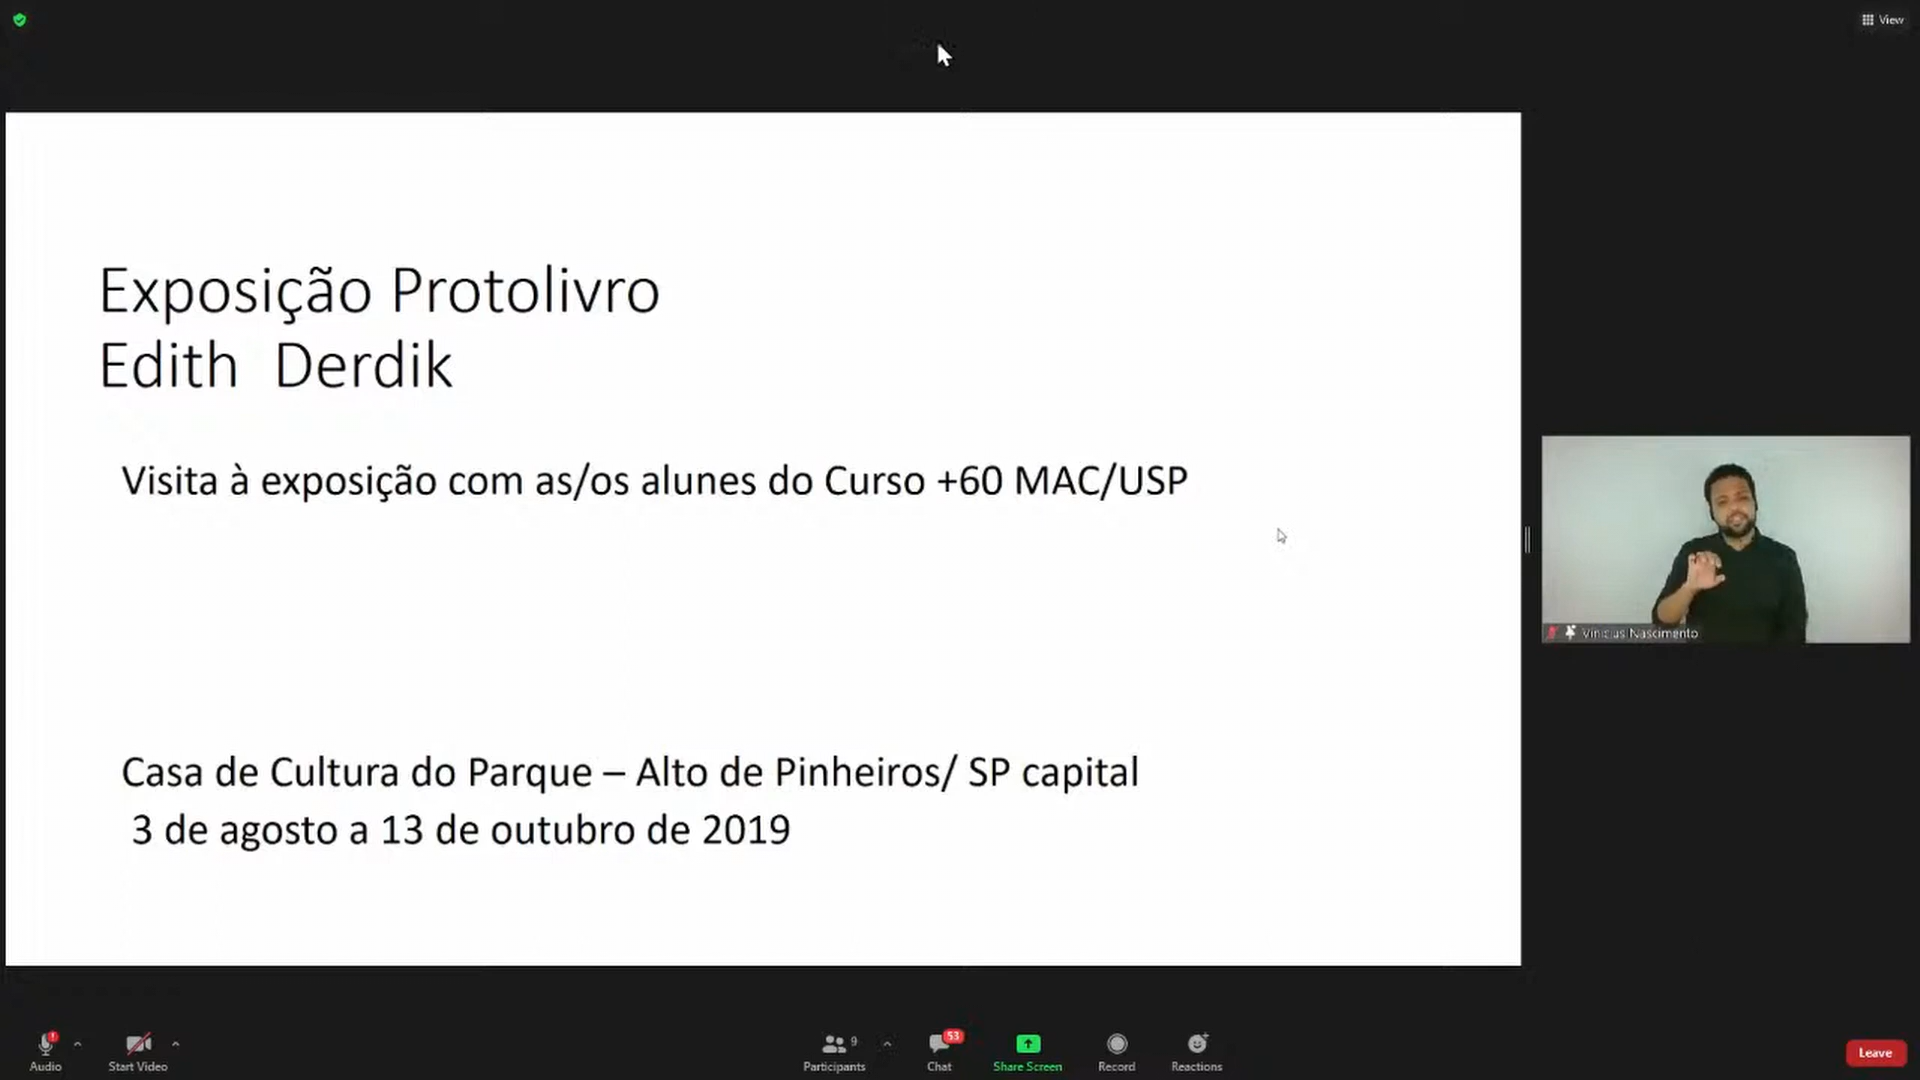 View
Exposição Protolivro
Edith Derdik
Visita à exposição com as/os alunes do Curso +60 MAC/USP
Casa de Cultura do Parque – Alto de Pinheiros/ SP capital
3 de agosto a 13 de outubro de 2019
Vinicius Nascimento
Audio
Start Video
9
Participants
53
Chat
Share Screen
Record
Reactions
Leave